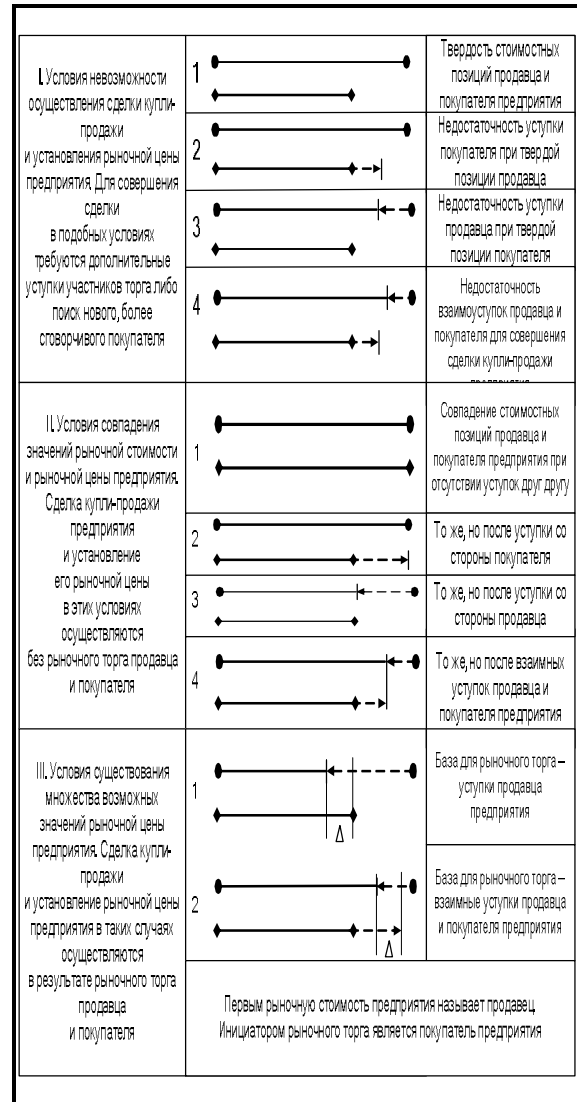 I. Условия невозможности
осуществления сделки купли-
продажи
и установления рыночной цены
предприятия. Для совершения
сделки
в подобных условиях
требуются дополнительные
уступки участников торга либо
поиск нового, более
сговорчивого покупателя
1
Твердость стоимостных
позиций продавца и
покупателя предприятия
2
Недостаточность уступки
покупателя при твердой
позиции продавца
3
Недостаточность уступки
продавца при твердой
позиции покупателя
4
Недостаточность
взаимоуступок продавца и
покупателя для совершения
сделки купли-продажи
предприятия
II. Условия совпадения
значений рыночной стоимости
и рыночной цены предприятия.
Сделка купли-продажи
предприятия
и установление
его рыночной цены
в этих условиях
осуществляются
без рыночного торга продавца
и покупателя
1
Совпадение стоимостных
позиций продавца и
покупателя предприятия при
отсутствии уступок друг другу
2
То же, но после уступки со
стороны покупателя
3
То же, но после уступки со
стороны продавца
4
То же, но после взаимных
уступок продавца и
покупателя предприятия
III. Условия существования
множества возможных
значений рыночной цены
предприятия. Сделка купли-
продажи
и установление рыночной цены
предприятия в таких случаях
осуществляются
в результате рыночного торга
продавца
и покупателя
1
Δ
База для рыночного торга –
уступки продавца
предприятия
2
Δ
База для рыночного торга –
взаимные уступки продавца
и покупателя предприятия
Первым рыночную стоимость предприятия называет продавец.
Инициатором рыночного торга является покупатель предприятия